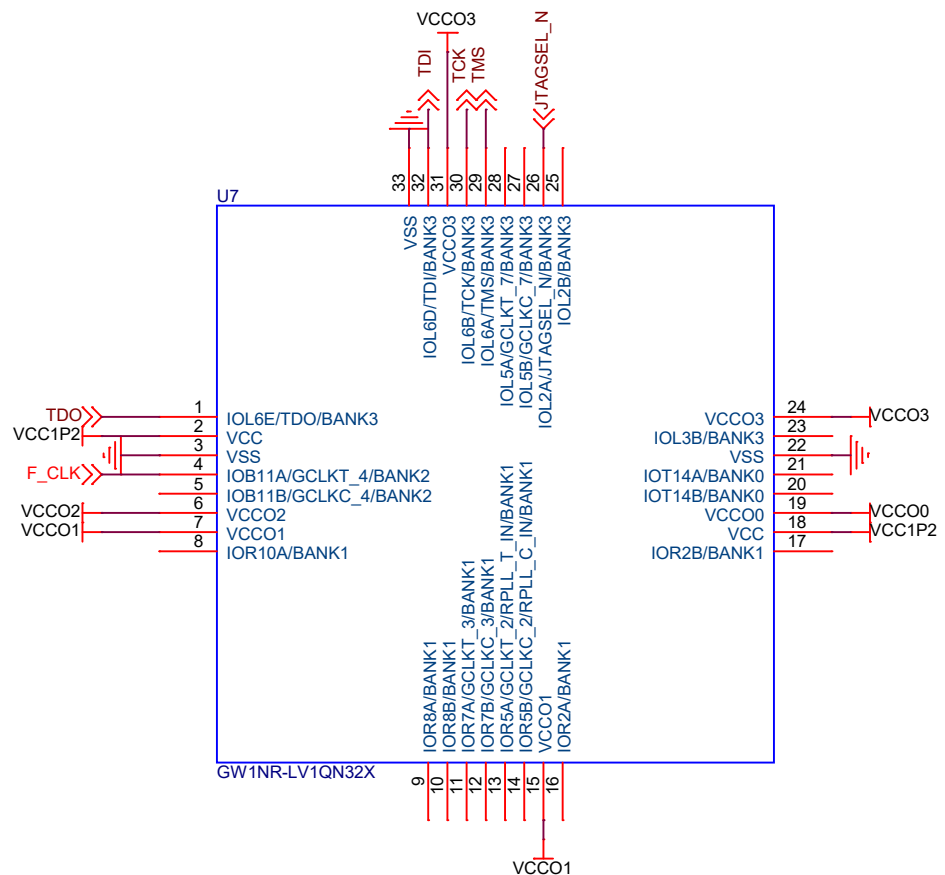 VCCO3
TDI
TCK
TMS
JTAGSEL_N
33
32
31
30
29
28
27
26
25
U7
VSS
IOL6D/TDI/BANK3
VCCO3
IOL6B/TCK/BANK3
IOL6A/TMS/BANK3
IOL5A/GCLKT_7/BANK3
IOL5B/GCLKC_7/BANK3
IOL2A/JTAGSEL_N/BANK3
IOL2B/BANK3
TDO 1 IOL6E/TDO/BANK3
VCC1P2 2 VCC
3 VSS
F_CLK 4 IOB11A/GCLKT_4/BANK2
5 IOB11B/GCLKC_4/BANK2
VCCO2 6 VCCO2
VCCO1 7 VCCO1
8 IOR10A/BANK1
VCCO3 24 VCCO3
IOL3B/BANK3 23
VSS 22
IOT14A/BANK0 21
IOT14B/BANK0 20
VCCO0 19 VCCO0
VCC 18 VCC1P2
IOR2B/BANK1 17
IOR8A/BANK1
IOR8B/BANK1
IOR7A/GCLKT_3/BANK1
IOR7B/GCLKC_3/BANK1
IOR5A/GCLKT_2/RPLL_T_IN/BANK1
IOR5B/GCLKC_2/RPLL_C_IN/BANK1
VCCO1
IOR2A/BANK1
GW1NR-LV1QN32X
9
10
11
12
13
14
15
16
VCCO1